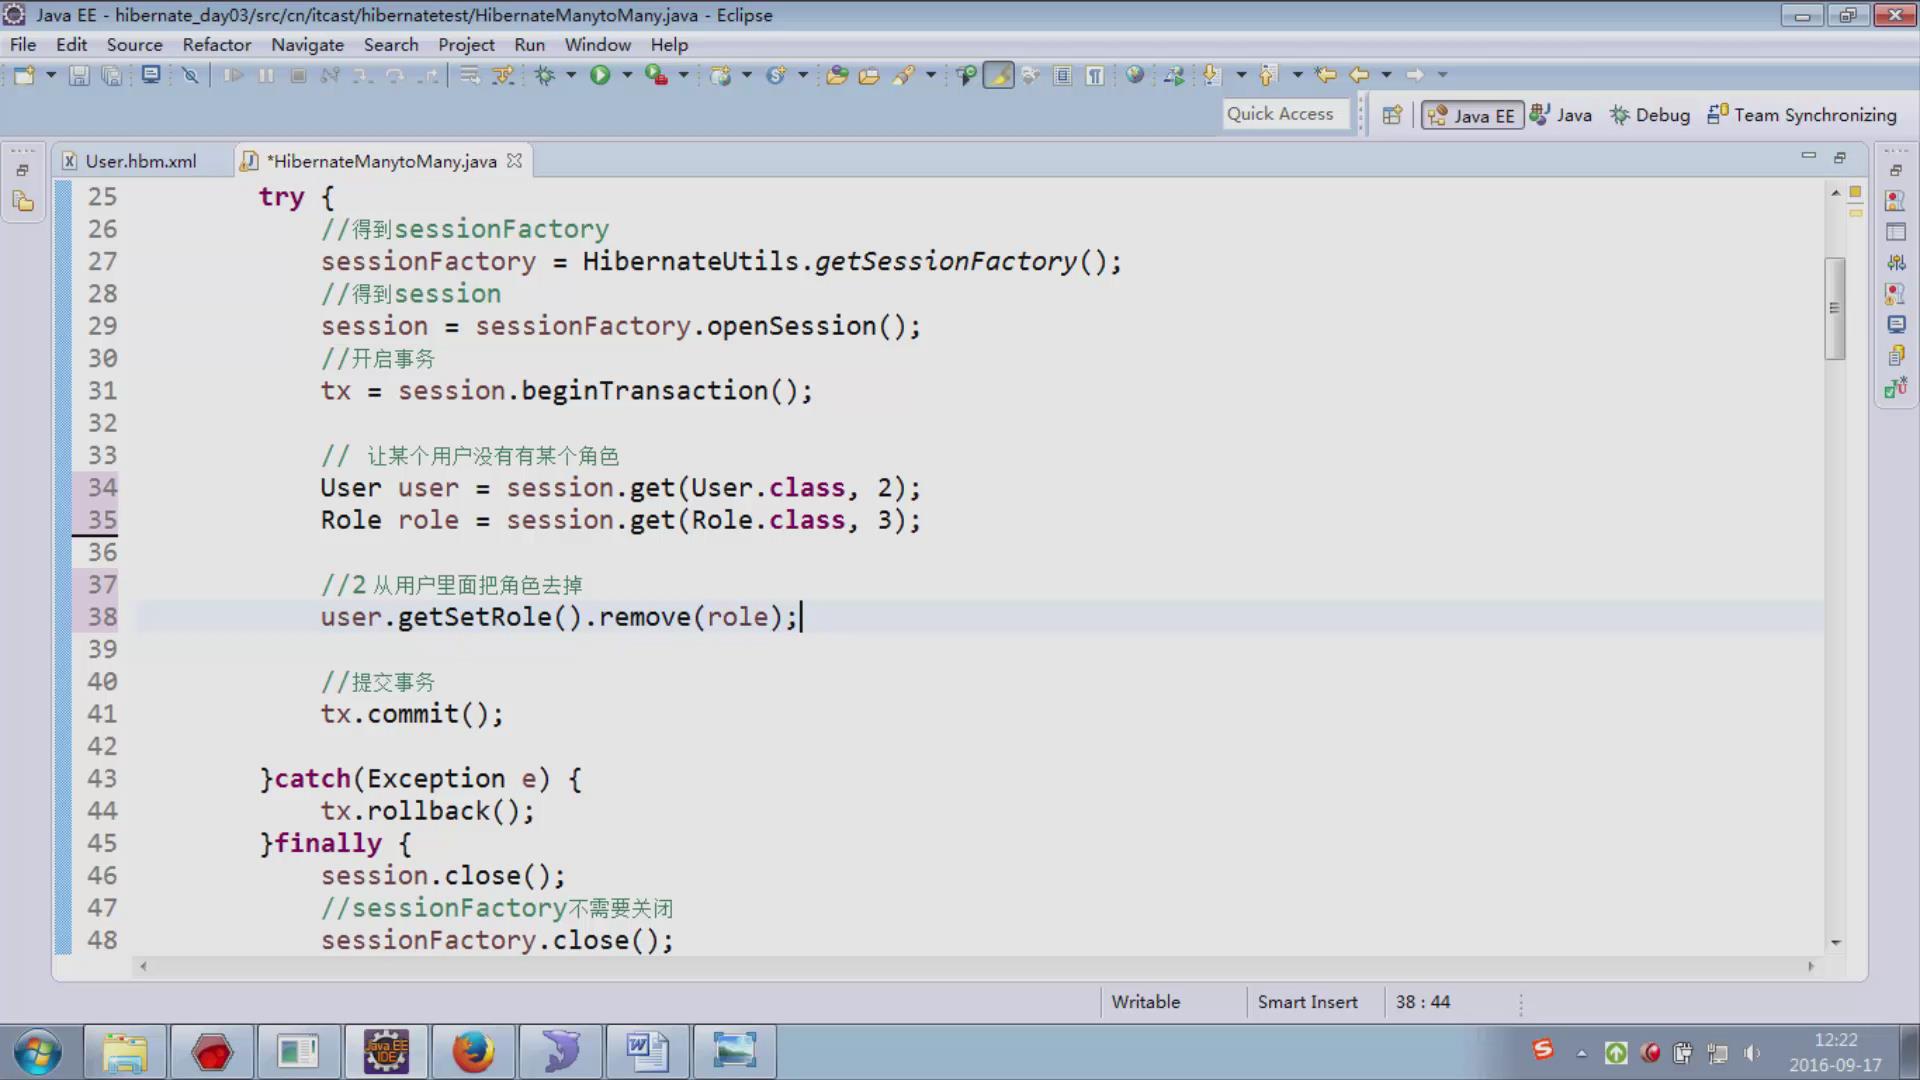 Java EE - hibernate_day03/src/cn/itcast/hibernatetest/HibernateManytoMany.java - Eclipse
File Edit Source Refactor Navigate Search Project Run Window Help
Quick Access Java EE Java Debug Team Synchronizing
User.hbm.xml *HibernateManytoMany.java
25 try {
26 //得到sessionFactory
27 sessionFactory = HibernateUtils.getSessionFactory();
28 //得到session
29 session = sessionFactory.openSession();
30 //开启事务
31 tx = session.beginTransaction();
32
33 // 让某个用户没有有某个角色
34 User user = session.get(User.class, 2);
35 Role role = session.get(Role.class, 3);
36
37 //2 从用户里面把角色去掉
38 user.getSetRole().remove(role);
39
40 //提交事务
41 tx.commit();
42
43 }catch(Exception e) {
44 tx.rollback();
45 }finally {
46 session.close();
47 //sessionFactory不需要关闭
48 sessionFactory.close();
Writable Smart Insert 38 : 44
Java EE
IDE
12:22
2016-09-17